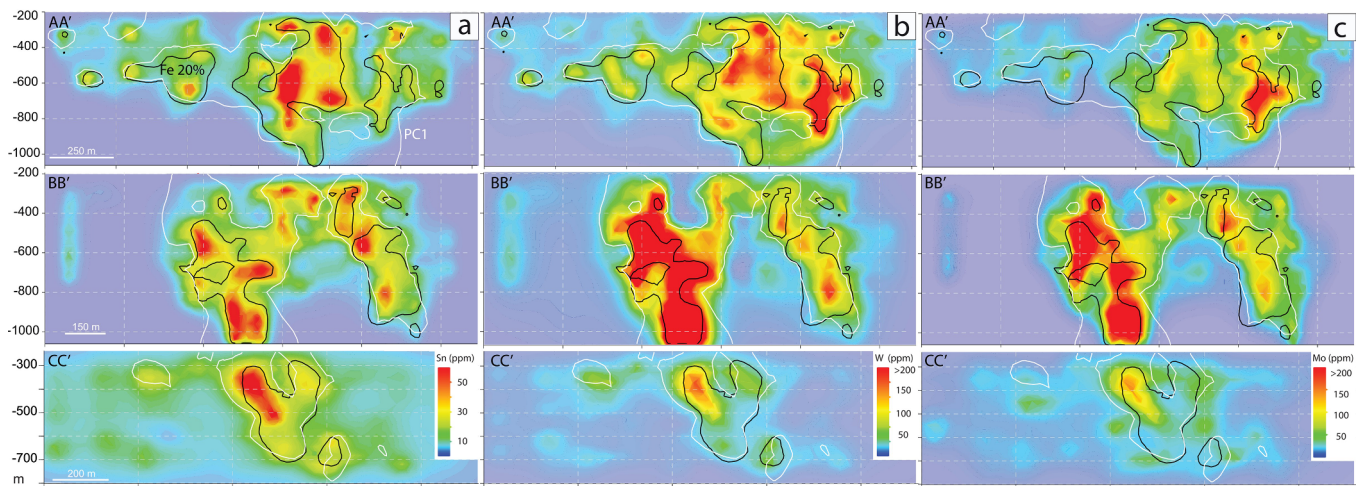 AA'
a
AA'
b
AA'
c
-200
-400
-600
-800
-1000
Fe 20%
PC1
250 m
BB'
BB'
BB'
-200
-400
-600
-800
-1000
150 m
CC'
CC'
CC'
-300
-500
-700
m
200 m
Sn (ppm)
50
30
10
W (ppm)
>200
150
100
50
Mo (ppm)
>200
150
100
50